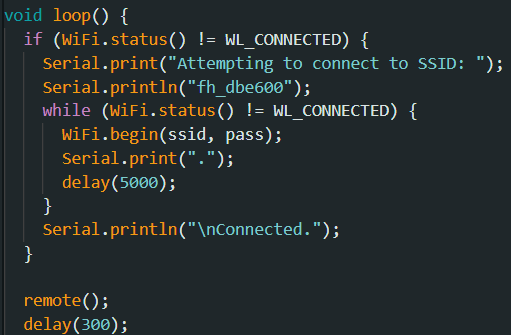 void loop() {
if (WiFi.status() != WL_CONNECTED) {
Serial.print("Attempting to connect to SSID: ");
Serial.println("fh_dbe600");
while (WiFi.status() != WL_CONNECTED) {
WiFi.begin(ssid, pass);
Serial.print(".");
delay(5000);
}
Serial.println("\nConnected.");
}
remote();
delay(300);